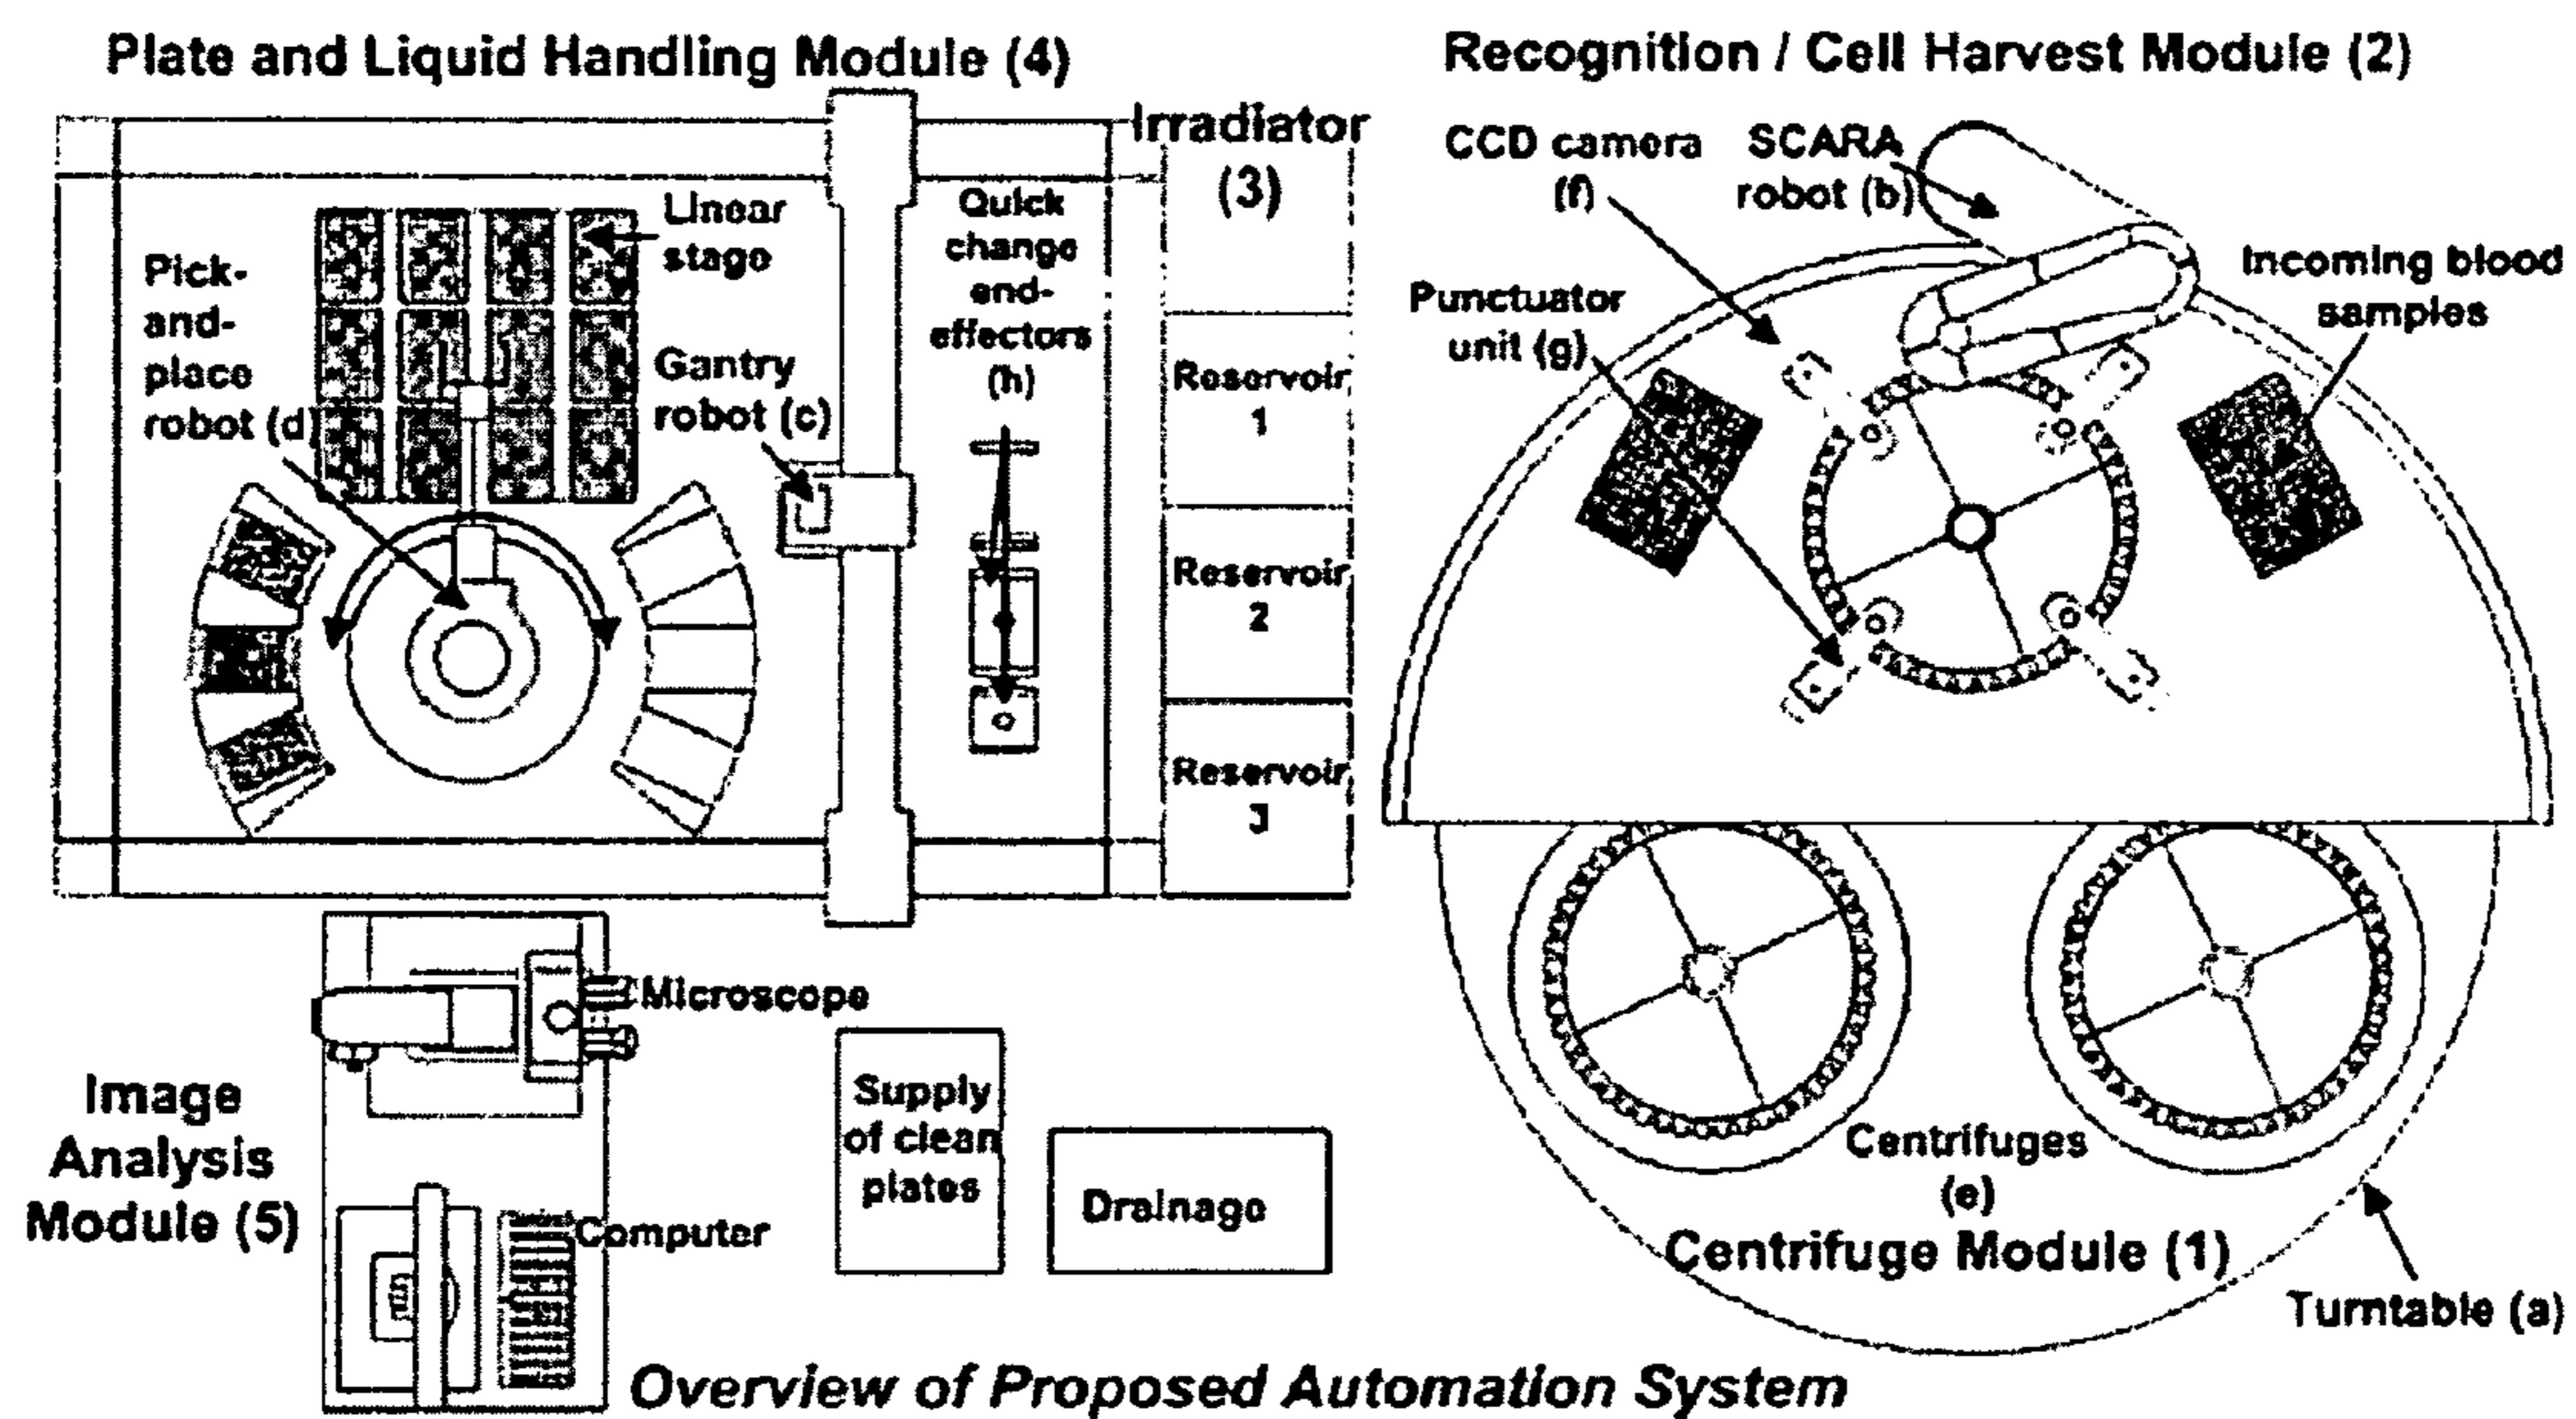 Plate and Liquid Handling Module (4)
Recognition / Cell Harvest Module (2)
Irradiator
(3)
CCD camera
(f)
SCARA
robot (b)
Incoming blood
samples
Punctuator
unit (g)
Linear
stage
Pick-
and-
place
robot (d)
Gantry
robot (c)
Quick
change
end-
effectors
(h)
Reservoir
1
Reservoir
2
Reservoir
3
Microscope
Image
Analysis
Module (5)
Computer
Supply
of clean
plates
Drainage
Centrifuges
(e)
Centrifuge Module (1)
Turntable (a)
Overview of Proposed Automation System